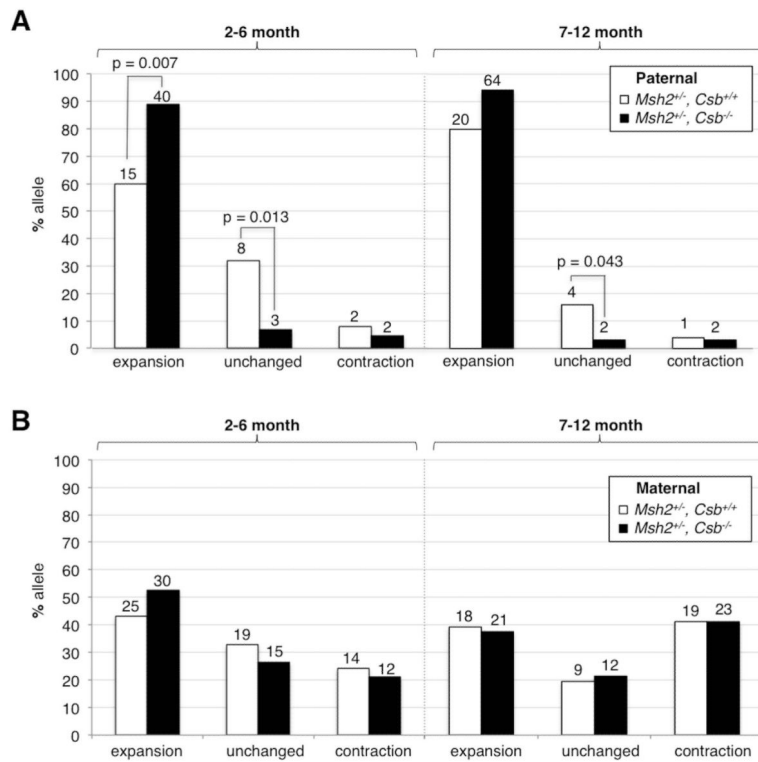 A
2-6 month
7-12 month
p = 0.007
Paternal
Msh2+/-, Csb+/+
Msh2+/-, Csb-/-
% allele
100
90
80
70
60
50
40
30
20
10
0
15
40
p = 0.013
8
3
2
2
20
64
p = 0.043
4
2
1
2
expansion
unchanged
contraction
expansion
unchanged
contraction
B
2-6 month
7-12 month
Maternal
Msh2+/-, Csb+/+
Msh2+/-, Csb-/-
% allele
100
90
80
70
60
50
40
30
20
10
0
25
30
19
15
14
12
18
21
9
12
19
23
expansion
unchanged
contraction
expansion
unchanged
contraction